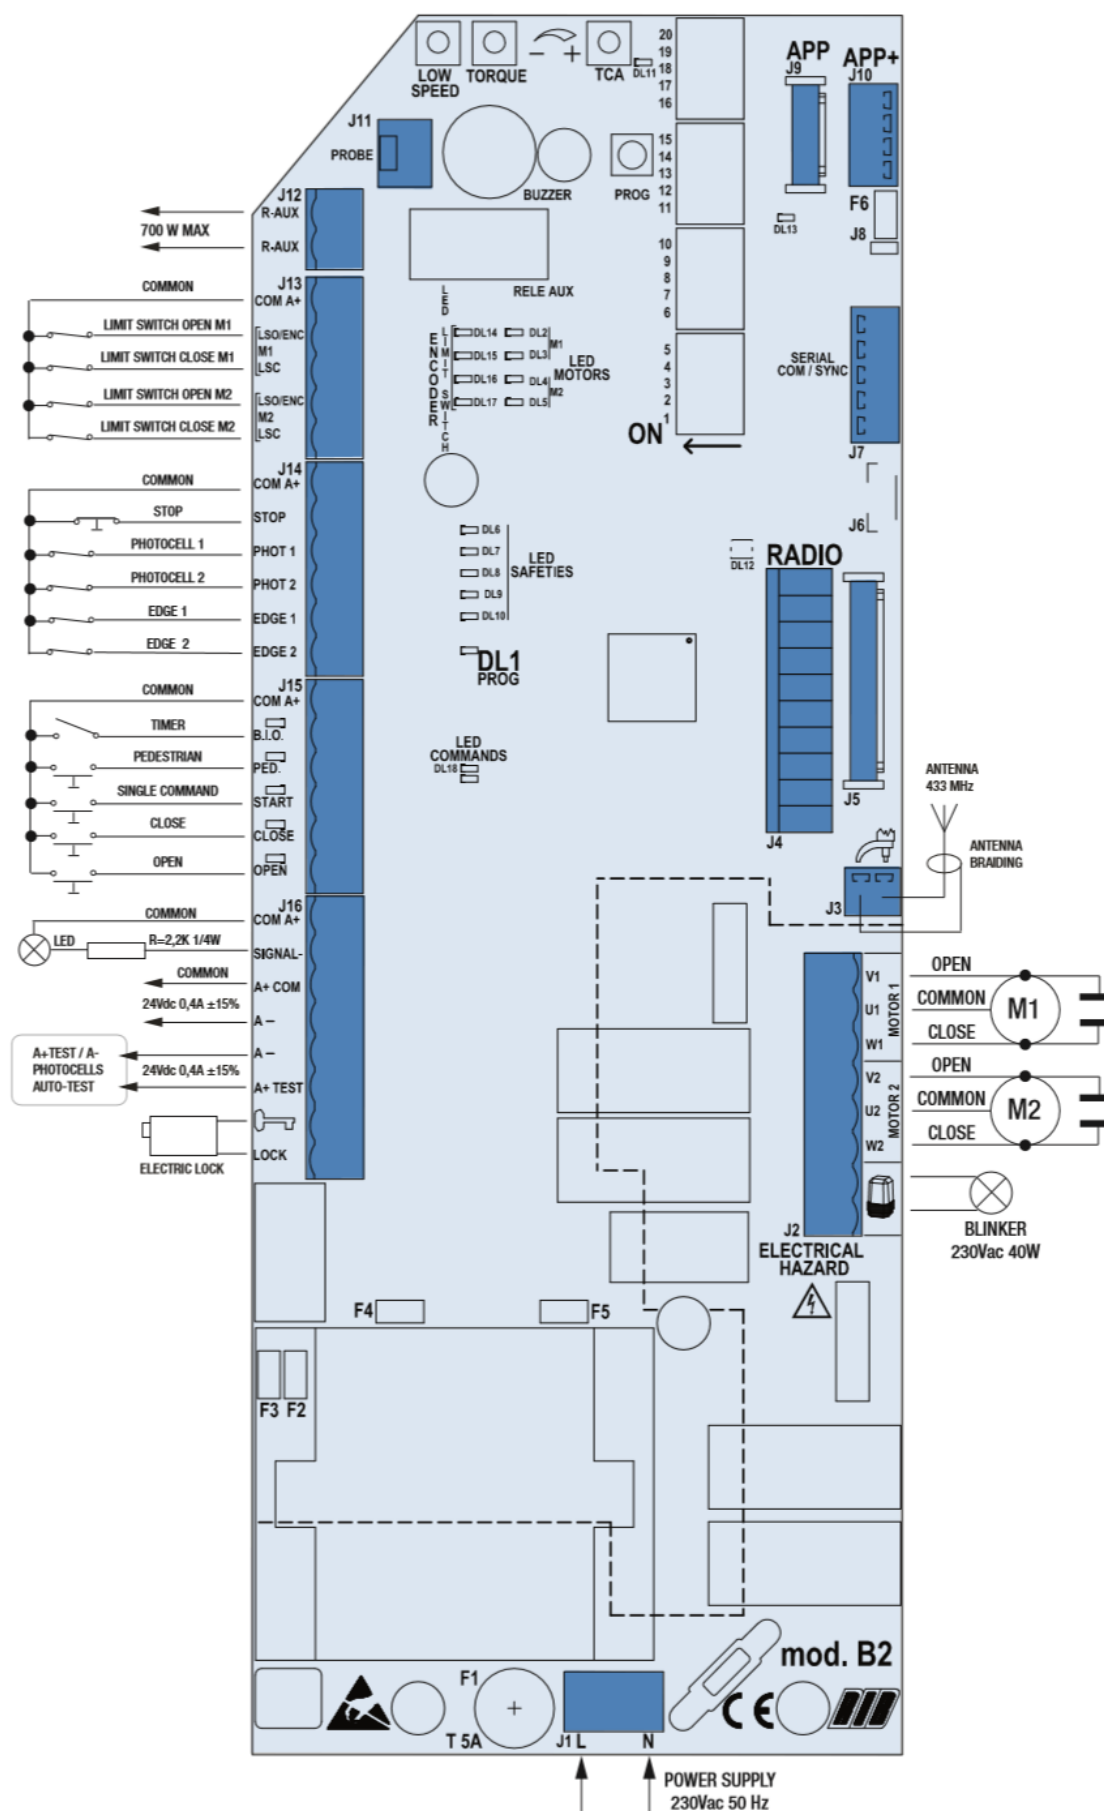 LOW
SPEED
TORQUE
− +
TCA
DL11
20
19
18
17
16
APP
J9
APP+
J10
J11
PROBE
BUZZER
PROG
15
14
13
12
11
DL13
F6
J8
J12
R-AUX
700 W MAX
R-AUX
RELE AUX
10
9
8
7
6
J13
COMMON
COM A+
LIMIT SWITCH OPEN M1
LSO/ENC
M1
LIMIT SWITCH CLOSE M1
LSC
LIMIT SWITCH OPEN M2
LSO/ENC
M2
LIMIT SWITCH CLOSE M2
LSC
LED LIMIT SWITCH
ENCODER
DL14
DL15
DL16
DL17
DL2
DL3
DL4
DL5
M1
M2
LED
MOTORS
5
4
3
2
1
ON
SERIAL
COM / SYNC
J7
J6
J14
COMMON
COM A+
STOP
STOP
PHOTOCELL 1
PHOT 1
PHOTOCELL 2
PHOT 2
EDGE 1
EDGE 1
EDGE 2
EDGE 2
DL6
DL7
DL8
DL9
DL10
LED
SAFETIES
DL1
PROG
DL12
RADIO
J15
COMMON
COM A+
TIMER
B.I.O.
PEDESTRIAN
PED.
SINGLE COMMAND
START
CLOSE
CLOSE
OPEN
OPEN
LED
COMMANDS
DL18
J5
J4
ANTENNA
433 MHz
ANTENNA
BRAIDING
J3
J16
COMMON
COM A+
LED
R=2,2K 1/4W
SIGNAL-
COMMON
A+ COM
24Vdc 0,4A ±15%
A −
A+TEST / A-
PHOTOCELLS
AUTO-TEST
A −
24Vdc 0,4A ±15%
A+ TEST
LOCK
ELECTRIC LOCK
V1
U1
W1
MOTOR 1
OPEN
COMMON
CLOSE
M1
V2
U2
W2
MOTOR 2
OPEN
COMMON
CLOSE
M2
J2
BLINKER
230Vac 40W
ELECTRICAL
HAZARD
F4
F5
F3
F2
mod. B2
F1
T 5A
J1 L
N
CE
POWER SUPPLY
230Vac 50 Hz